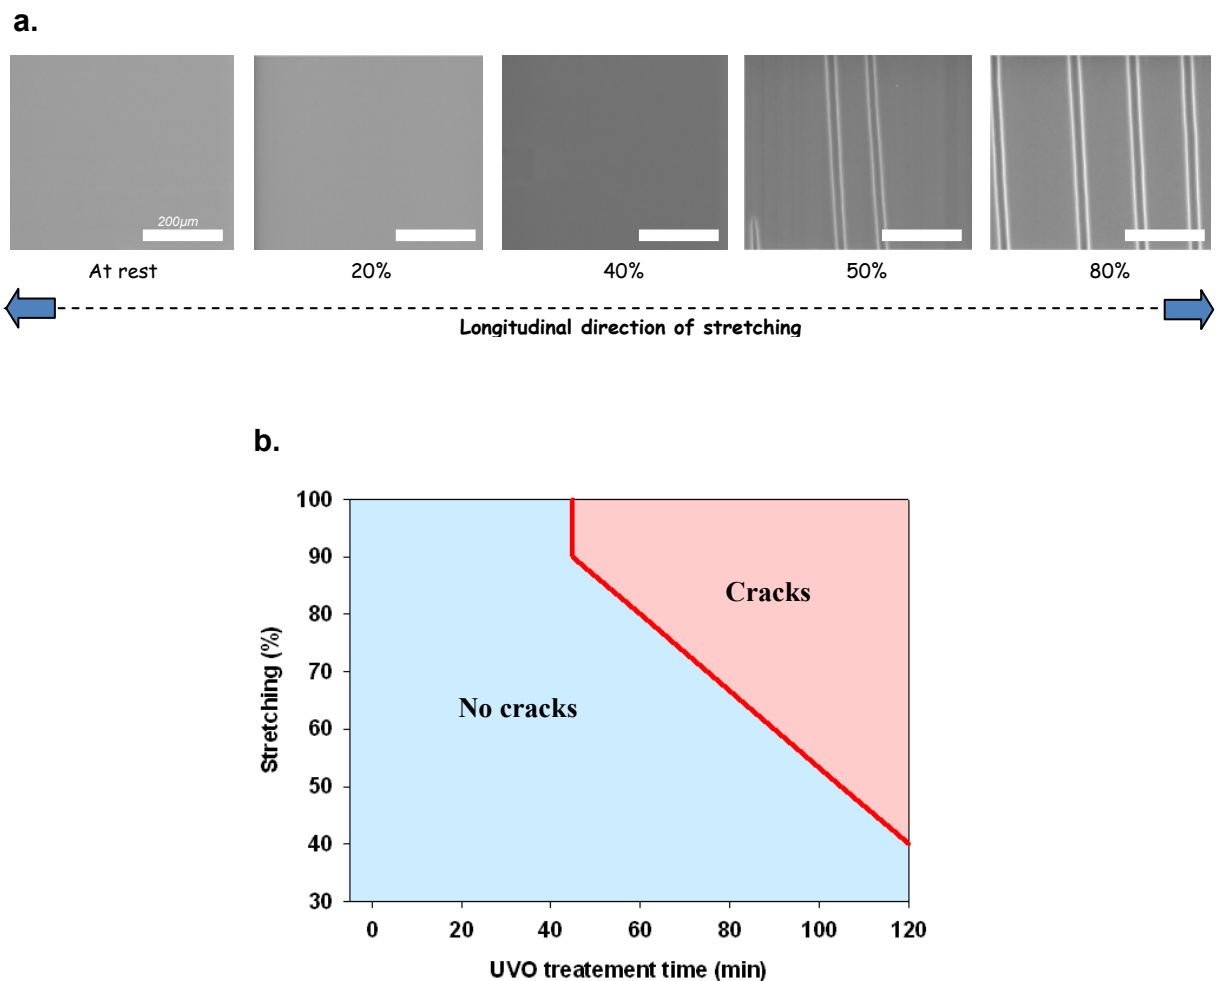 a.
200µm
At rest
20%
40%
50%
80%
Longitudinal direction of stretching
b.
100
90
80
70
60
50
40
30
Stretching (%)
Cracks
No cracks
0 20 40 60 80 100 120
UVO treatement time (min)